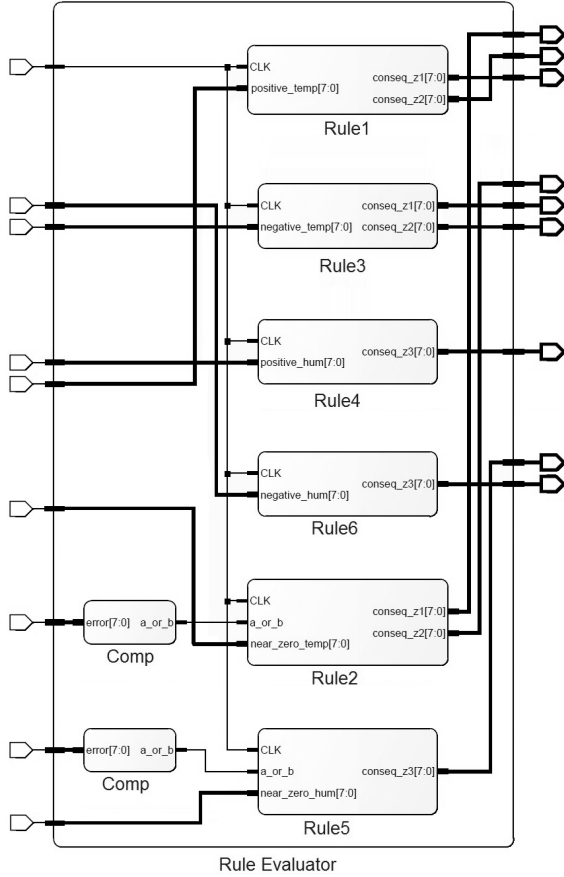 CLK
positive_temp[7:0]
conseq_z1[7:0]
conseq_z2[7:0]
Rule1
CLK
negative_temp[7:0]
conseq_z1[7:0]
conseq_z2[7:0]
Rule3
CLK
positive_hum[7:0]
conseq_z3[7:0]
Rule4
CLK
negative_hum[7:0]
conseq_z3[7:0]
Rule6
error[7:0] a_or_b
Comp
CLK
a_or_b
near_zero_temp[7:0]
conseq_z1[7:0]
conseq_z2[7:0]
Rule2
error[7:0] a_or_b
Comp
CLK
a_or_b
near_zero_hum[7:0]
conseq_z3[7:0]
Rule5
Rule Evaluator